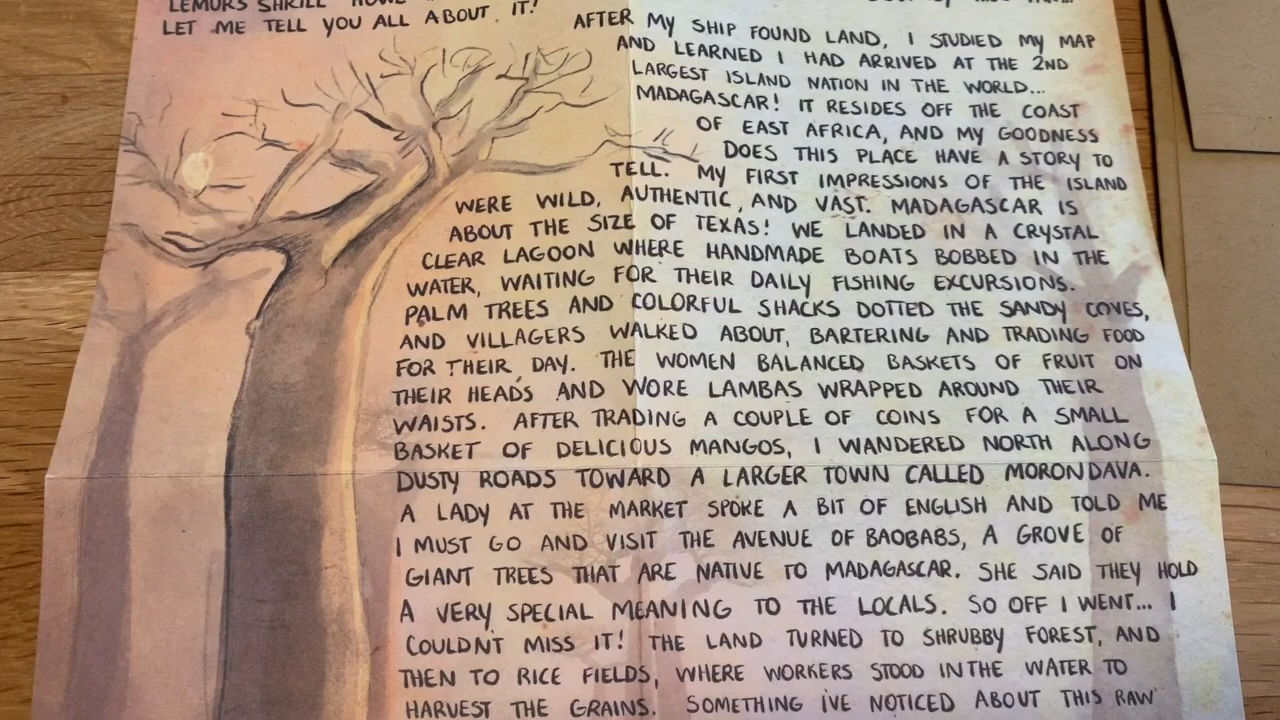 LEMURS SHRILL
LET ME TELL YOU ALL ABOUT IT!
AFTER MY SHIP FOUND LAND, I STUDIED MY MAP
AND LEARNED I HAD ARRIVED AT THE 2ND
LARGEST ISLAND NATION IN THE WORLD...
MADAGASCAR! IT RESIDES OFF THE COAST
OF EAST AFRICA, AND MY GOODNESS
DOES THIS PLACE HAVE A STORY TO
TELL. MY FIRST IMPRESSIONS OF THE ISLAND
WERE WILD, AUTHENTIC, AND VAST. MADAGASCAR IS
ABOUT THE SIZE OF TEXAS! WE LANDED IN A CRYSTAL
CLEAR LAGOON WHERE HANDMADE BOATS BOBBED IN THE
WATER, WAITING FOR THEIR DAILY FISHING EXCURSIONS.
PALM TREES AND COLORFUL SHACKS DOTTED THE SANDY COVES,
AND VILLAGERS WALKED ABOUT, BARTERING AND TRADING FOOD
FOR THEIR DAY. THE WOMEN BALANCED BASKETS OF FRUIT ON
THEIR HEADS AND WORE LAMBAS WRAPPED AROUND THEIR
WAISTS. AFTER TRADING A COUPLE OF COINS FOR A SMALL
BASKET OF DELICIOUS MANGOS, I WANDERED NORTH ALONG
DUSTY ROADS TOWARD A LARGER TOWN CALLED MORONDAVA.
A LADY AT THE MARKET SPOKE A BIT OF ENGLISH AND TOLD ME
I MUST GO AND VISIT THE AVENUE OF BAOBABS, A GROVE OF
GIANT TREES THAT ARE NATIVE TO MADAGASCAR. SHE SAID THEY HOLD
A VERY SPECIAL MEANING TO THE LOCALS. SO OFF I WENT... I
COULDN'T MISS IT! THE LAND TURNED TO SHRUBBY FOREST, AND
THEN TO RICE FIELDS, WHERE WORKERS STOOD IN THE WATER TO
HARVEST THE GRAINS. SOMETHING I'VE NOTICED ABOUT THIS RAW